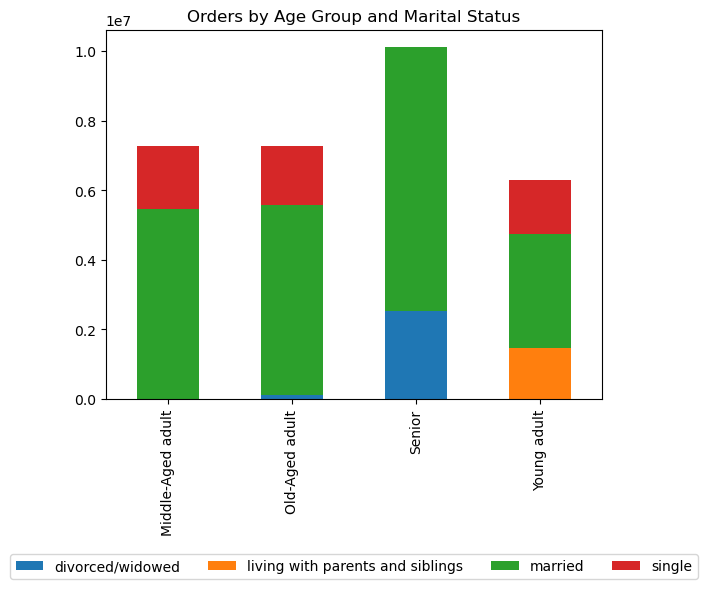 Orders by Age Group and Marital Status
1e7
1.0
0.8
0.6
0.4
0.2
0.0
Middle-Aged adult
Old-Aged adult
Senior
Young adult
divorced/widowed
living with parents and siblings
married
single